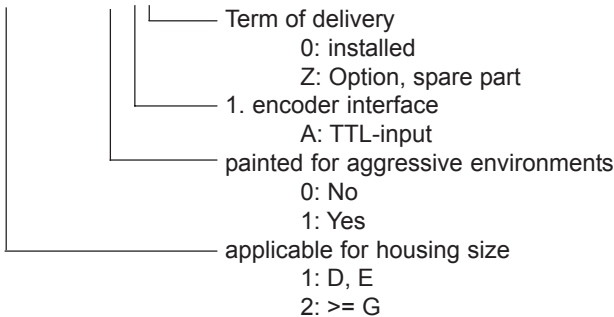 Term of delivery
0: installed
Z: Option, spare part
1. encoder interface
A: TTL-input
painted for aggressive environments
0: No
1: Yes
applicable for housing size
1: D, E
2: >= G